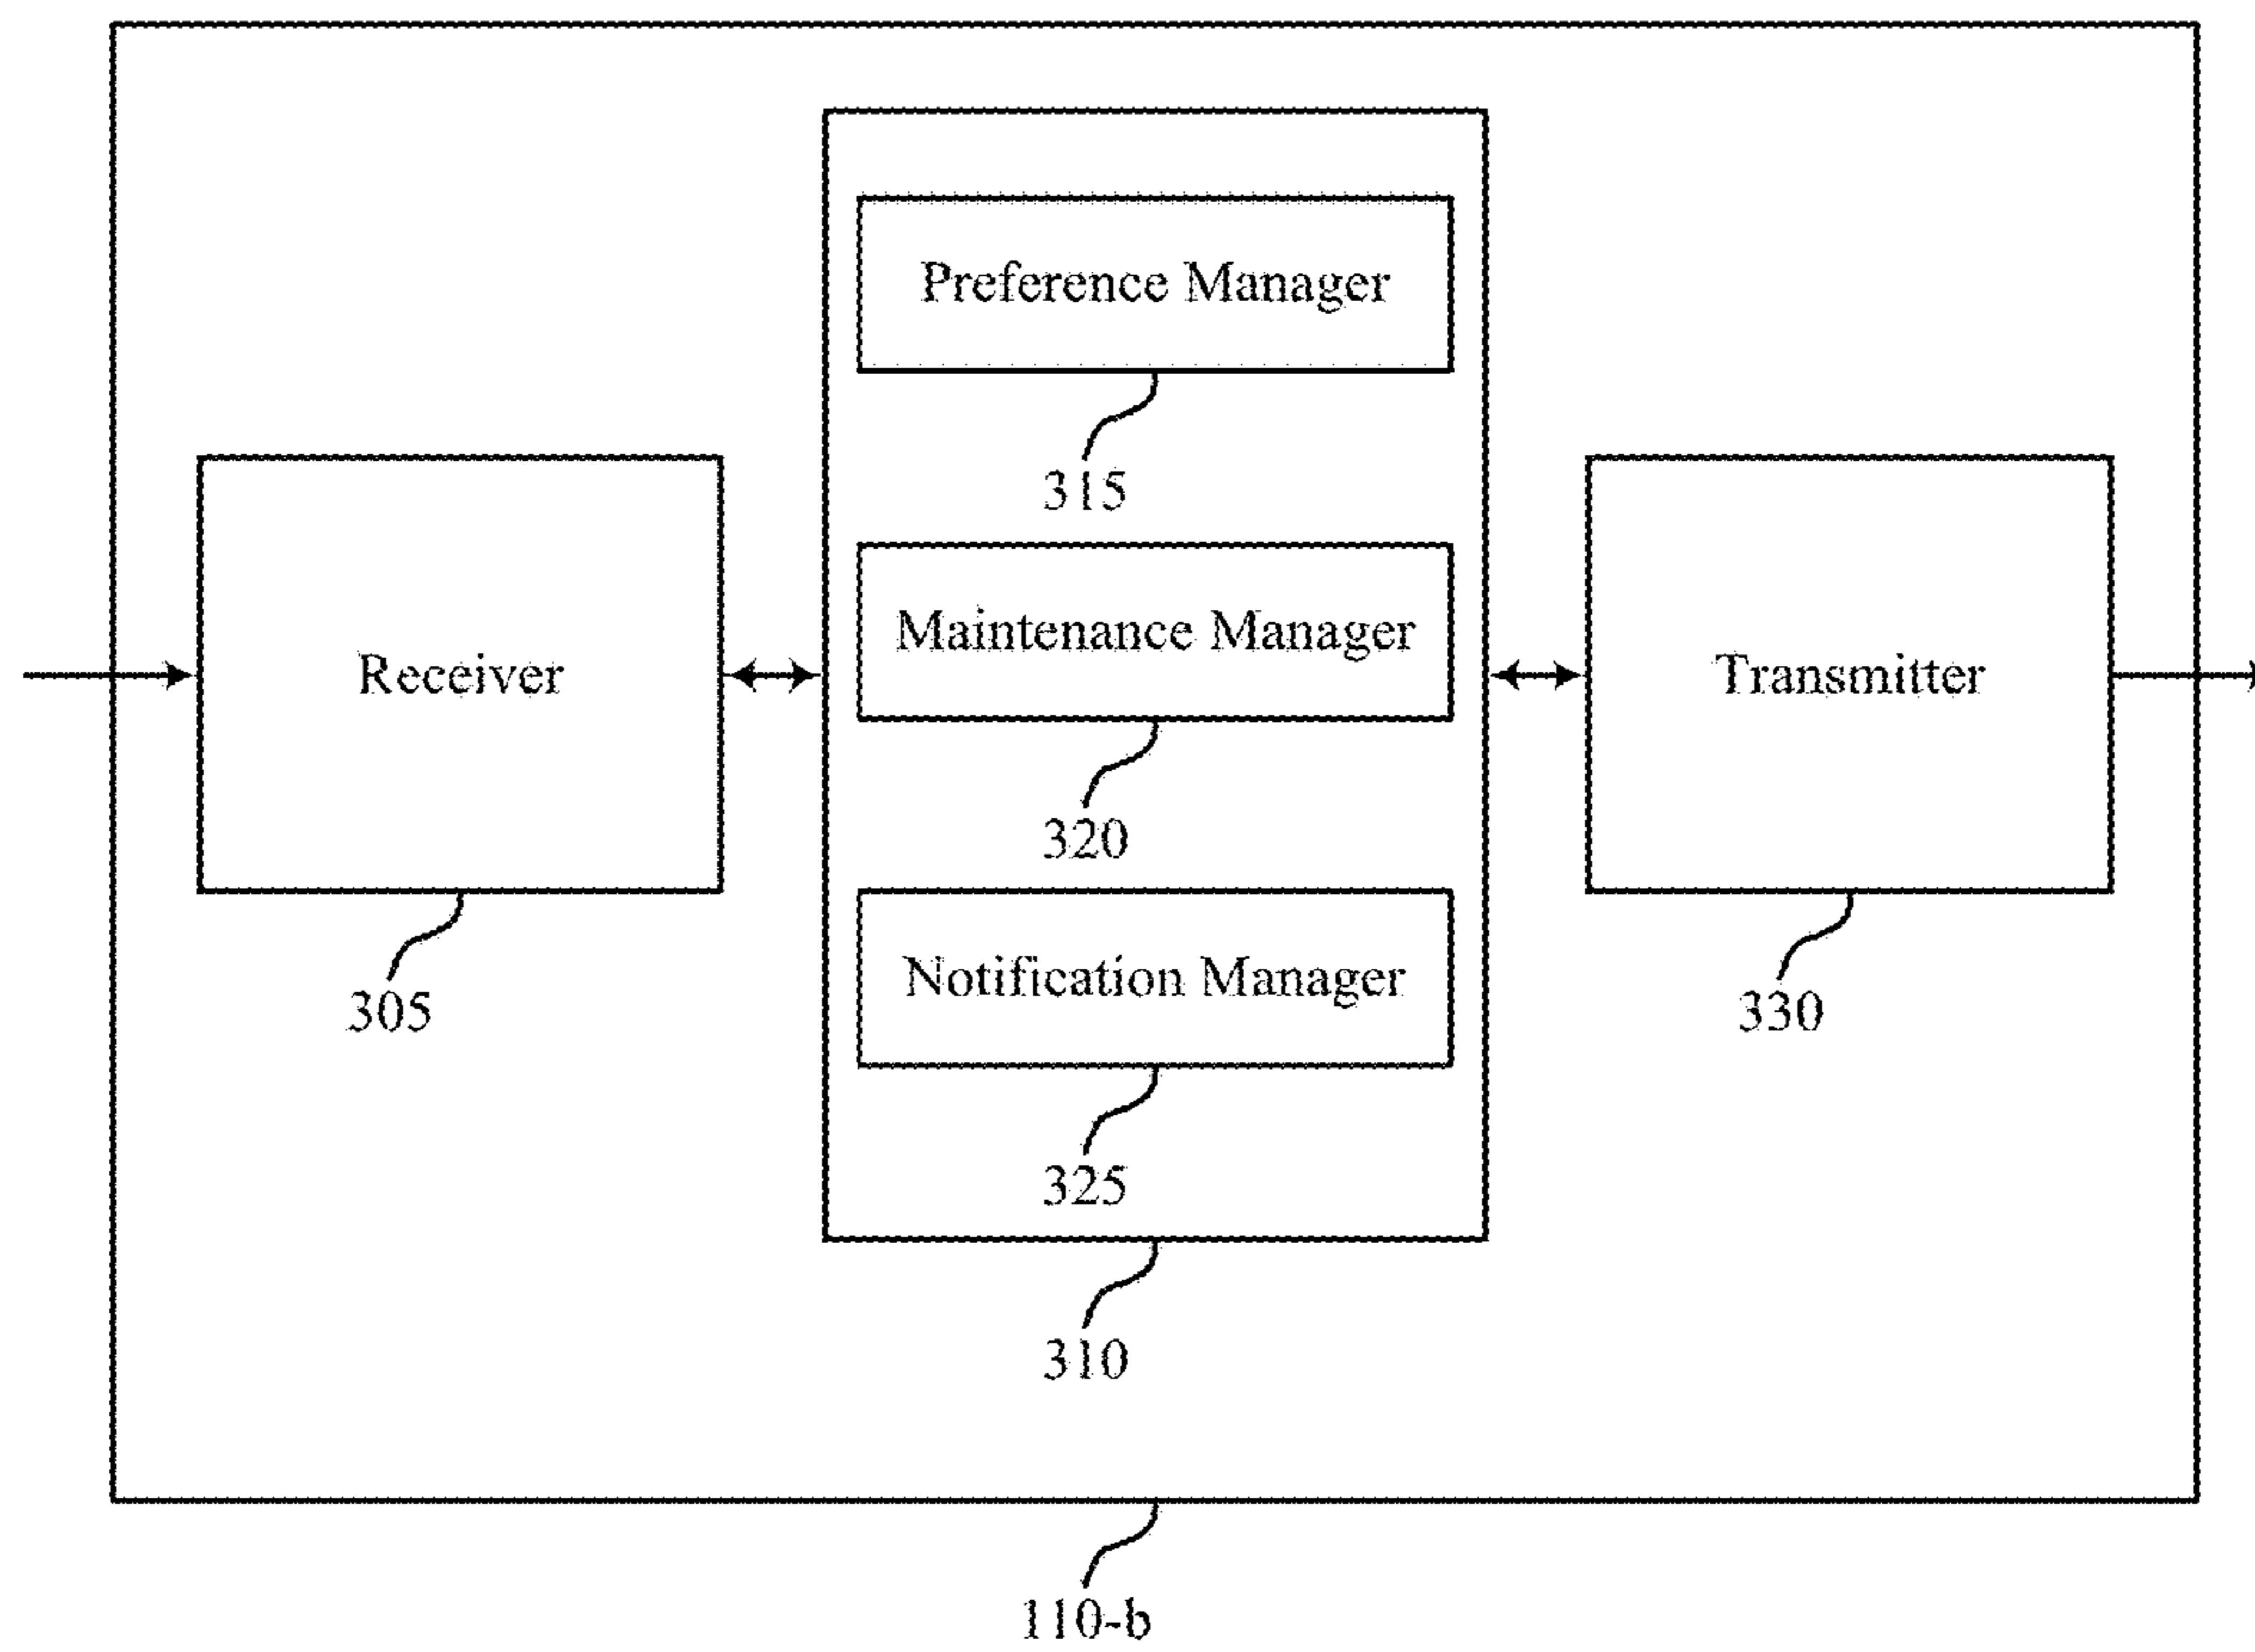 Preference Manager
315
Receiver
Maintenance Manager
Transmitter
320
Notification Manager
305
330
325
310
110-b